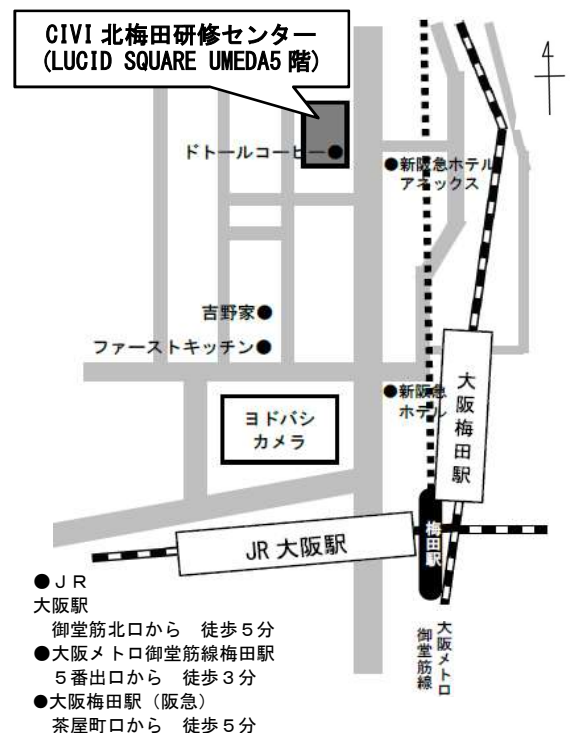 CIVI 北梅田研修センター
(LUCID SQUARE UMEDA5 階)
4
ドトールコーヒー●
●新阪急ホテル
アネックス
吉野家●
ファーストキッチン●
●新阪急
ホテル
ヨドバシ
カメラ
大阪梅田駅
JR 大阪駅
梅田駅
大阪メトロ
御堂筋線
●ＪＲ
大阪駅
御堂筋北口から　徒歩５分
●大阪メトロ御堂筋線梅田駅
５番出口から　徒歩３分
●大阪梅田駅（阪急）
茶屋町口から　徒歩５分